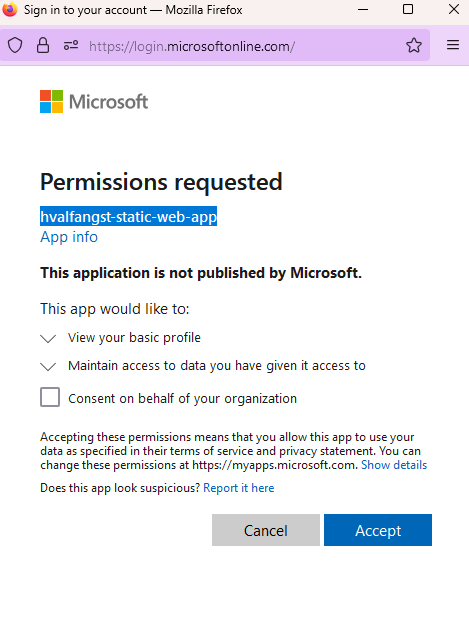 Sign in to your account — Mozilla Firefox
https://login.microsoftonline.com/
Microsoft
Permissions requested
hvalfangst-static-web-app
App info
This application is not published by Microsoft.
This app would like to:
View your basic profile
Maintain access to data you have given it access to
Consent on behalf of your organization
Accepting these permissions means that you allow this app to use your
data as specified in their terms of service and privacy statement. You can
change these permissions at https://myapps.microsoft.com. Show details
Does this app look suspicious? Report it here
Cancel Accept